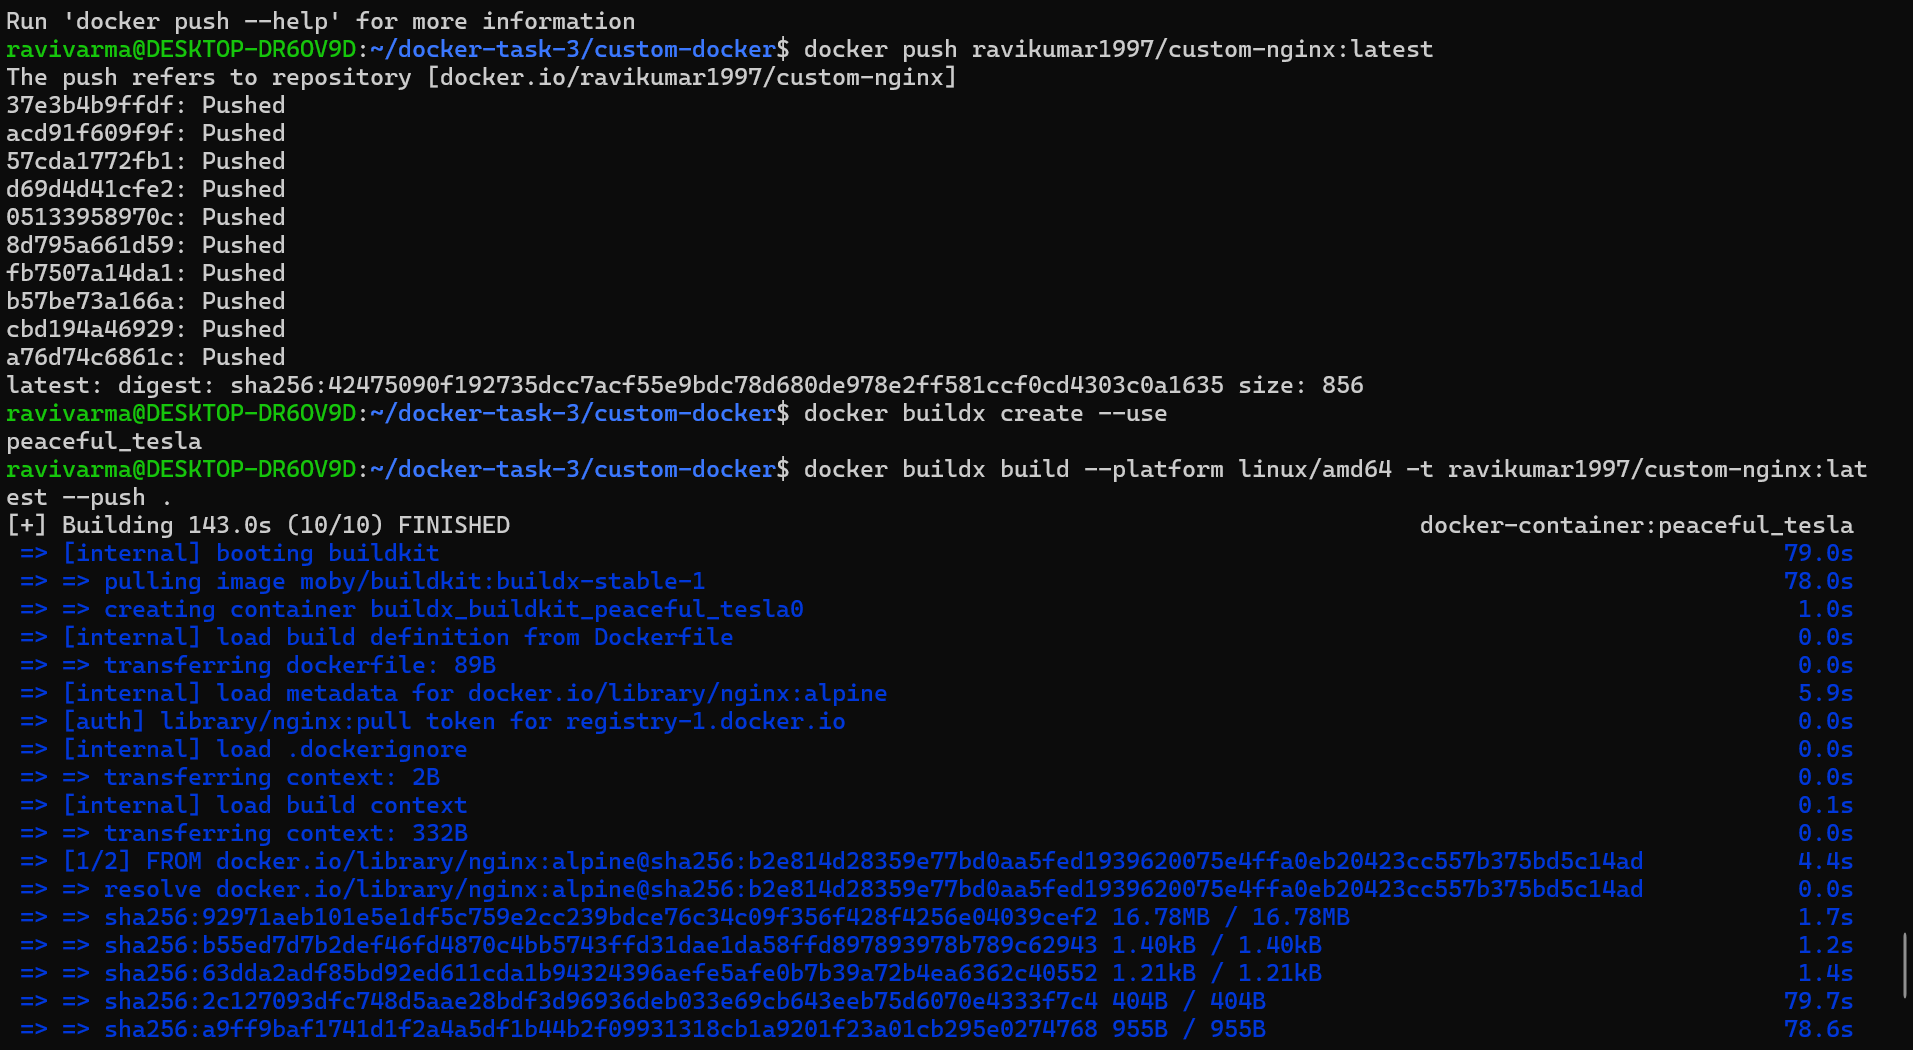 Run 'docker push --help' for more information
ravivarma@DESKTOP-DR6OV9D:~/docker-task-3/custom-docker$ docker push ravikumar1997/custom-nginx:latest
The push refers to repository [docker.io/ravikumar1997/custom-nginx]
37e3b4b9ffdf: Pushed
acd91f609f9f: Pushed
57cda1772fb1: Pushed
d69d4d41cfe2: Pushed
05133958970c: Pushed
8d795a661d59: Pushed
fb7507a14da1: Pushed
b57be73a166a: Pushed
cbd194a46929: Pushed
a76d74c6861c: Pushed
latest: digest: sha256:42475090f192735dcc7acf55e9bdc78d680de978e2ff581ccf0cd4303c0a1635 size: 856
ravivarma@DESKTOP-DR6OV9D:~/docker-task-3/custom-docker$ docker buildx create --use
peaceful_tesla
ravivarma@DESKTOP-DR6OV9D:~/docker-task-3/custom-docker$ docker buildx build --platform linux/amd64 -t ravikumar1997/custom-nginx:lat
est --push .
[+] Building 143.0s (10/10) FINISHED docker-container:peaceful_tesla
=> [internal] booting buildkit 79.0s
=> => pulling image moby/buildkit:buildx-stable-1 78.0s
=> => creating container buildx_buildkit_peaceful_tesla0 1.0s
=> [internal] load build definition from Dockerfile 0.0s
=> => transferring dockerfile: 89B 0.0s
=> [internal] load metadata for docker.io/library/nginx:alpine 5.9s
=> [auth] library/nginx:pull token for registry-1.docker.io 0.0s
=> [internal] load .dockerignore 0.0s
=> => transferring context: 2B 0.0s
=> [internal] load build context 0.1s
=> => transferring context: 332B 0.0s
=> [1/2] FROM docker.io/library/nginx:alpine@sha256:b2e814d28359e77bd0aa5fed1939620075e4ffa0eb20423cc557b375bd5c14ad 4.4s
=> => resolve docker.io/library/nginx:alpine@sha256:b2e814d28359e77bd0aa5fed1939620075e4ffa0eb20423cc557b375bd5c14ad 0.0s
=> => sha256:92971aeb101e5e1df5c759e2cc239bdce76c34c09f356f428f4256e04039cef2 16.78MB / 16.78MB 1.7s
=> => sha256:b55ed7d7b2def46fd4870c4bb5743ffd31dae1da58ffd897893978b789c62943 1.40kB / 1.40kB 1.2s
=> => sha256:63dda2adf85bd92ed611cda1b94324396aefe5afe0b7b39a72b4ea6362c40552 1.21kB / 1.21kB 1.4s
=> => sha256:2c127093dfc748d5aae28bdf3d96936deb033e69cb643eeb75d6070e4333f7c4 404B / 404B 79.7s
=> => sha256:a9ff9baf1741d1f2a4a5df1b44b2f09931318cb1a9201f23a01cb295e0274768 955B / 955B 78.6s